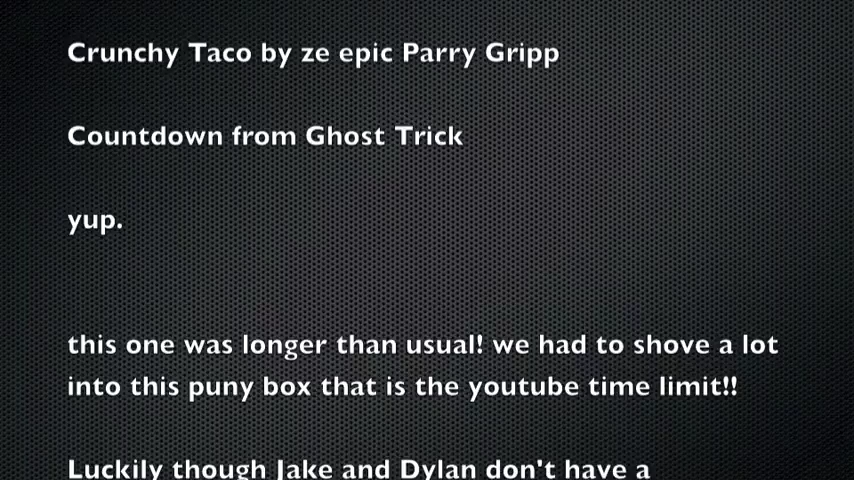 Crunchy Taco by ze epic Parry Gripp
Countdown from Ghost Trick
yup.
this one was longer than usual! we had to shove a lot
into this puny box that is the youtube time limit!!
Luckily though Jake and Dylan don't have a